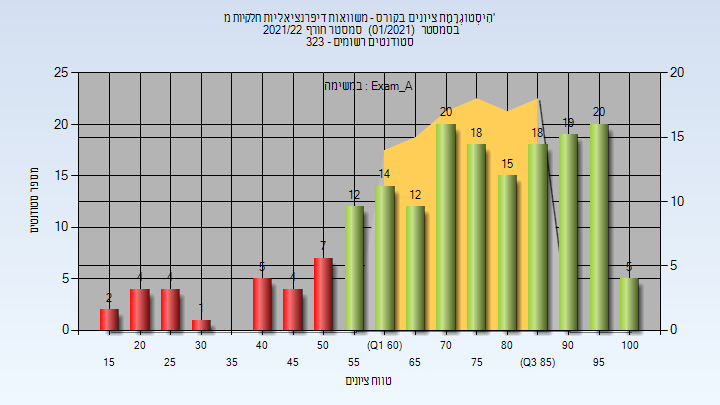 היסטוגרמת ציונים בקורס - משוואות דיפרנציאליות חלקיות מ'
בסמסטר (01/2021) סמסטר חורף 2021/22
סטודנטים רשומים - 323
במשימה : Exam_A
25 20 15 10 5 0
מספר סטודנטים
20 15 10 5 0
2 4 4 1 5 4 7 12 14 12 20 18 15 18 19 20 5
20 30 40 50 (Q1 60) 70 80 90 100
15 25 35 45 55 65 75 (Q3 85) 95
טווח ציונים